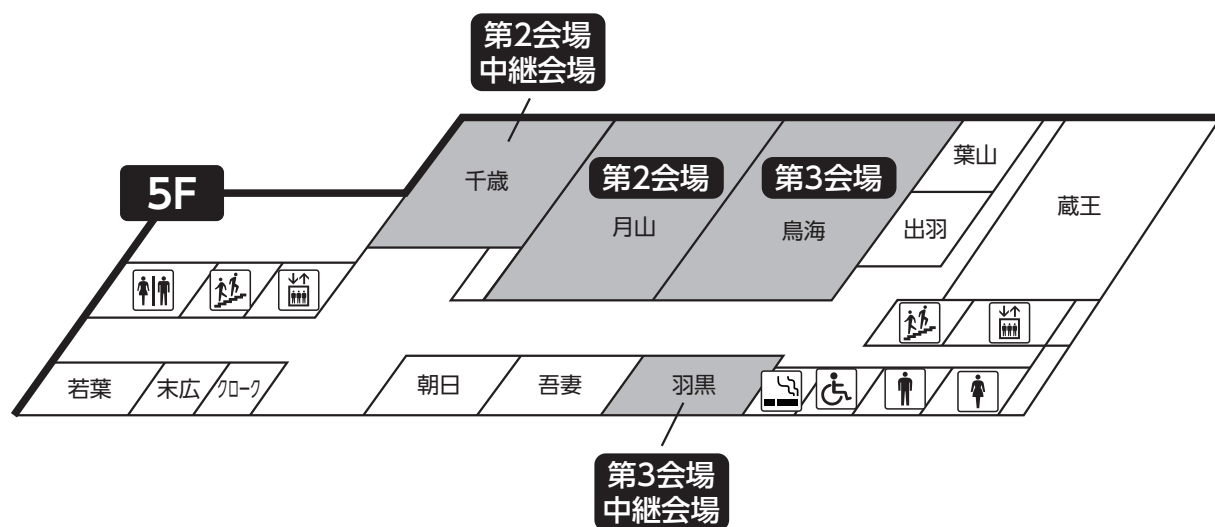 第2会場
中継会場
5F
千歳
第2会場
月山
第3会場
鳥海
葉山
出羽
蔵王
若葉
末広
クローク
朝日
吾妻
羽黒
第3会場
中継会場